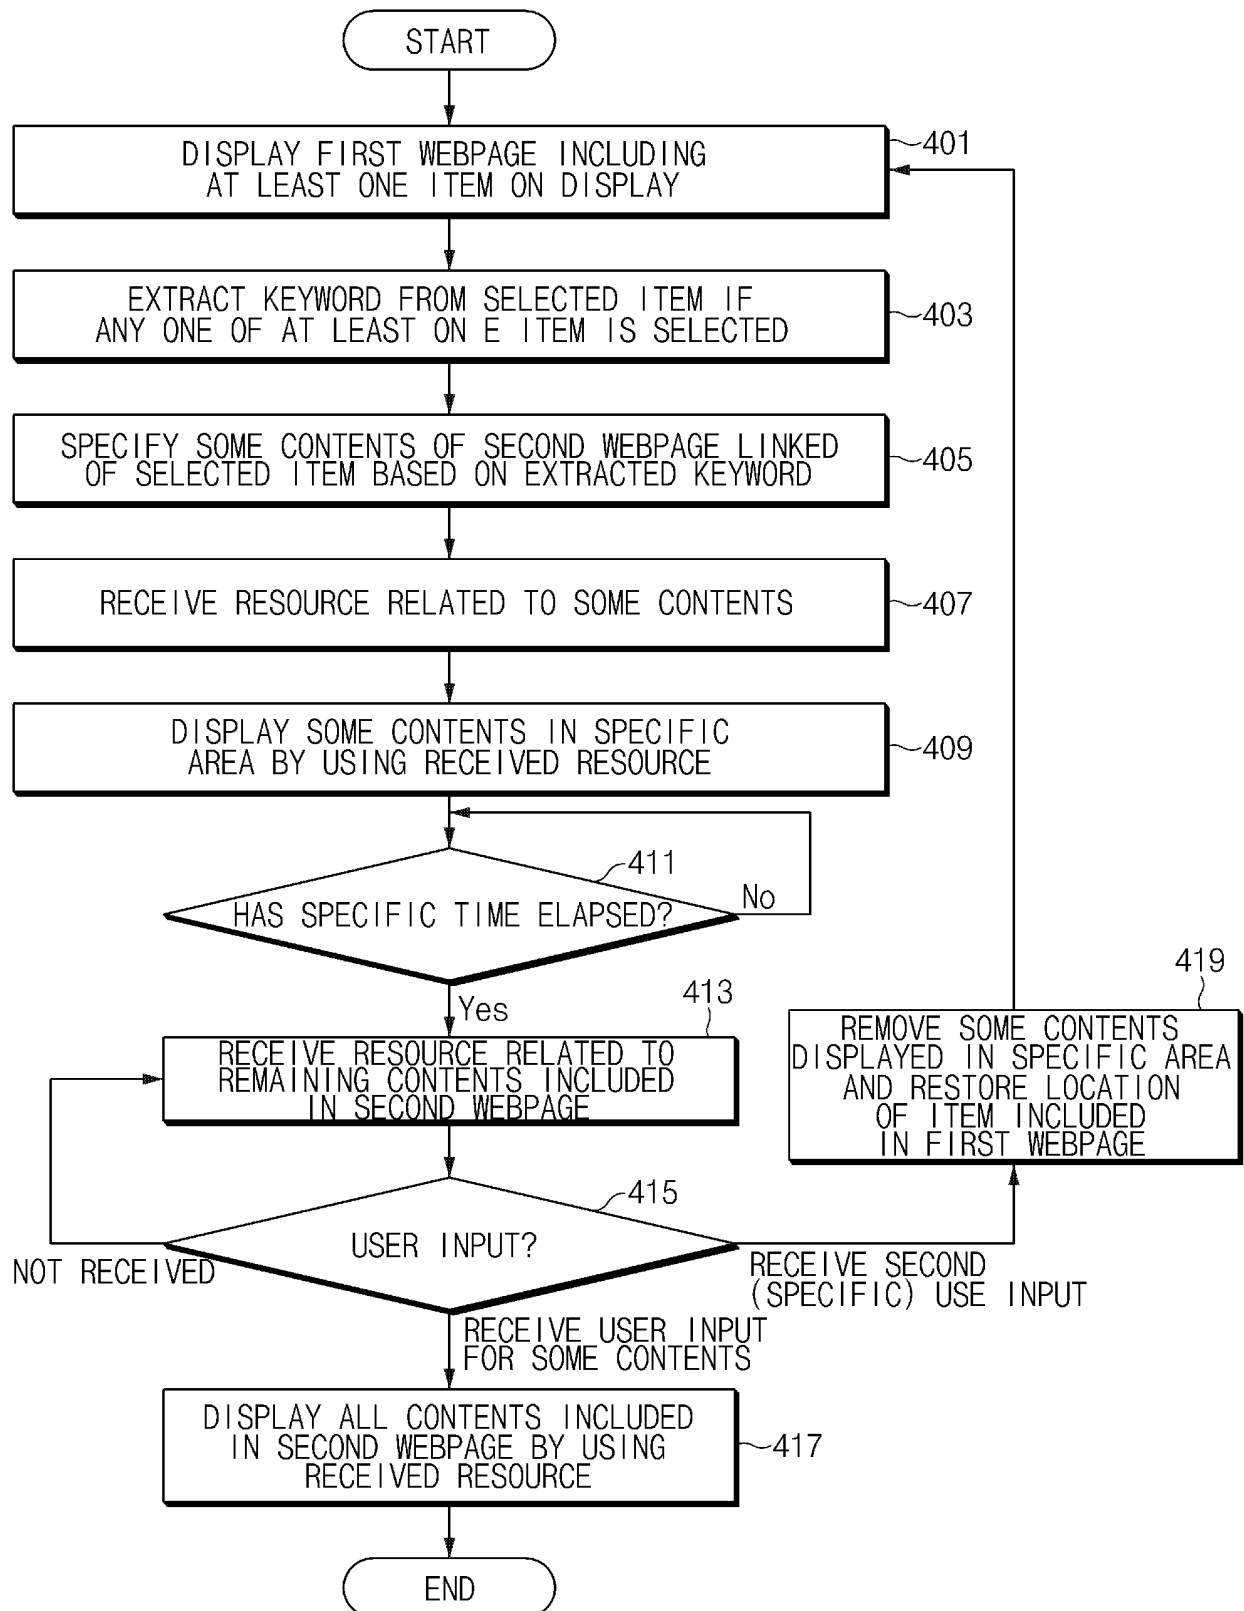 START
DISPLAY FIRST WEBPAGE INCLUDING
AT LEAST ONE ITEM ON DISPLAY
401
EXTRACT KEYWORD FROM SELECTED ITEM IF
ANY ONE OF AT LEAST ON E ITEM IS SELECTED
403
SPECIFY SOME CONTENTS OF SECOND WEBPAGE LINKED
OF SELECTED ITEM BASED ON EXTRACTED KEYWORD
405
RECEIVE RESOURCE RELATED TO SOME CONTENTS
407
DISPLAY SOME CONTENTS IN SPECIFIC
AREA BY USING RECEIVED RESOURCE
409
411
HAS SPECIFIC TIME ELAPSED?
No
Yes
413
RECEIVE RESOURCE RELATED TO
REMAINING CONTENTS INCLUDED
IN SECOND WEBPAGE
419
REMOVE SOME CONTENTS
DISPLAYED IN SPECIFIC AREA
AND RESTORE LOCATION
OF ITEM INCLUDED
IN FIRST WEBPAGE
415
USER INPUT?
NOT RECEIVED
RECEIVE SECOND
(SPECIFIC) USE INPUT
RECEIVE USER INPUT
FOR SOME CONTENTS
DISPLAY ALL CONTENTS INCLUDED
IN SECOND WEBPAGE BY USING
RECEIVED RESOURCE
417
END